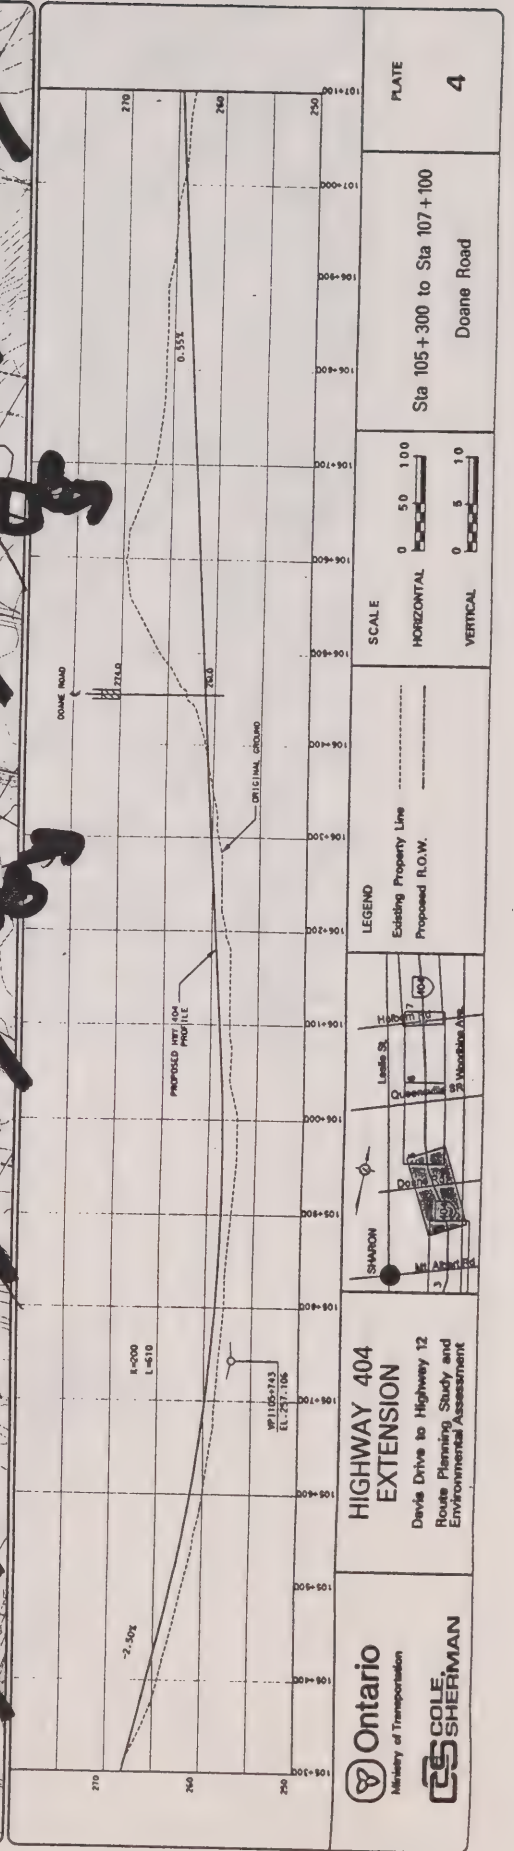 270
260
250
-2.50%
K=200
L=610
VPI 105+743
EL.257.106
PROPOSED HWY 404
PROFILE
ORIGINAL GROUND
DOANE ROAD
274.0
0.55%
270
260
250
105+300
105+400
105+500
105+600
105+700
105+800
105+900
106+000
106+100
106+200
106+300
106+400
106+500
106+600
106+700
106+800
106+900
107+000
107+100
Ontario
Ministry of Transportation
COLE,
SHERMAN
HIGHWAY 404
EXTENSION
Davis Drive to Highway 12
Route Planning Study and
Environmental Assessment
SHARON
Leslie St.
Woodbine Ave.
Mt Albert Rd
404
3
7
LEGEND
Existing Property Line
Proposed R.O.W.
SCALE
HORIZONTAL
0 50 100
VERTICAL
0 5 10
Sta 105+300 to Sta 107+100
Doane Road
PLATE
4